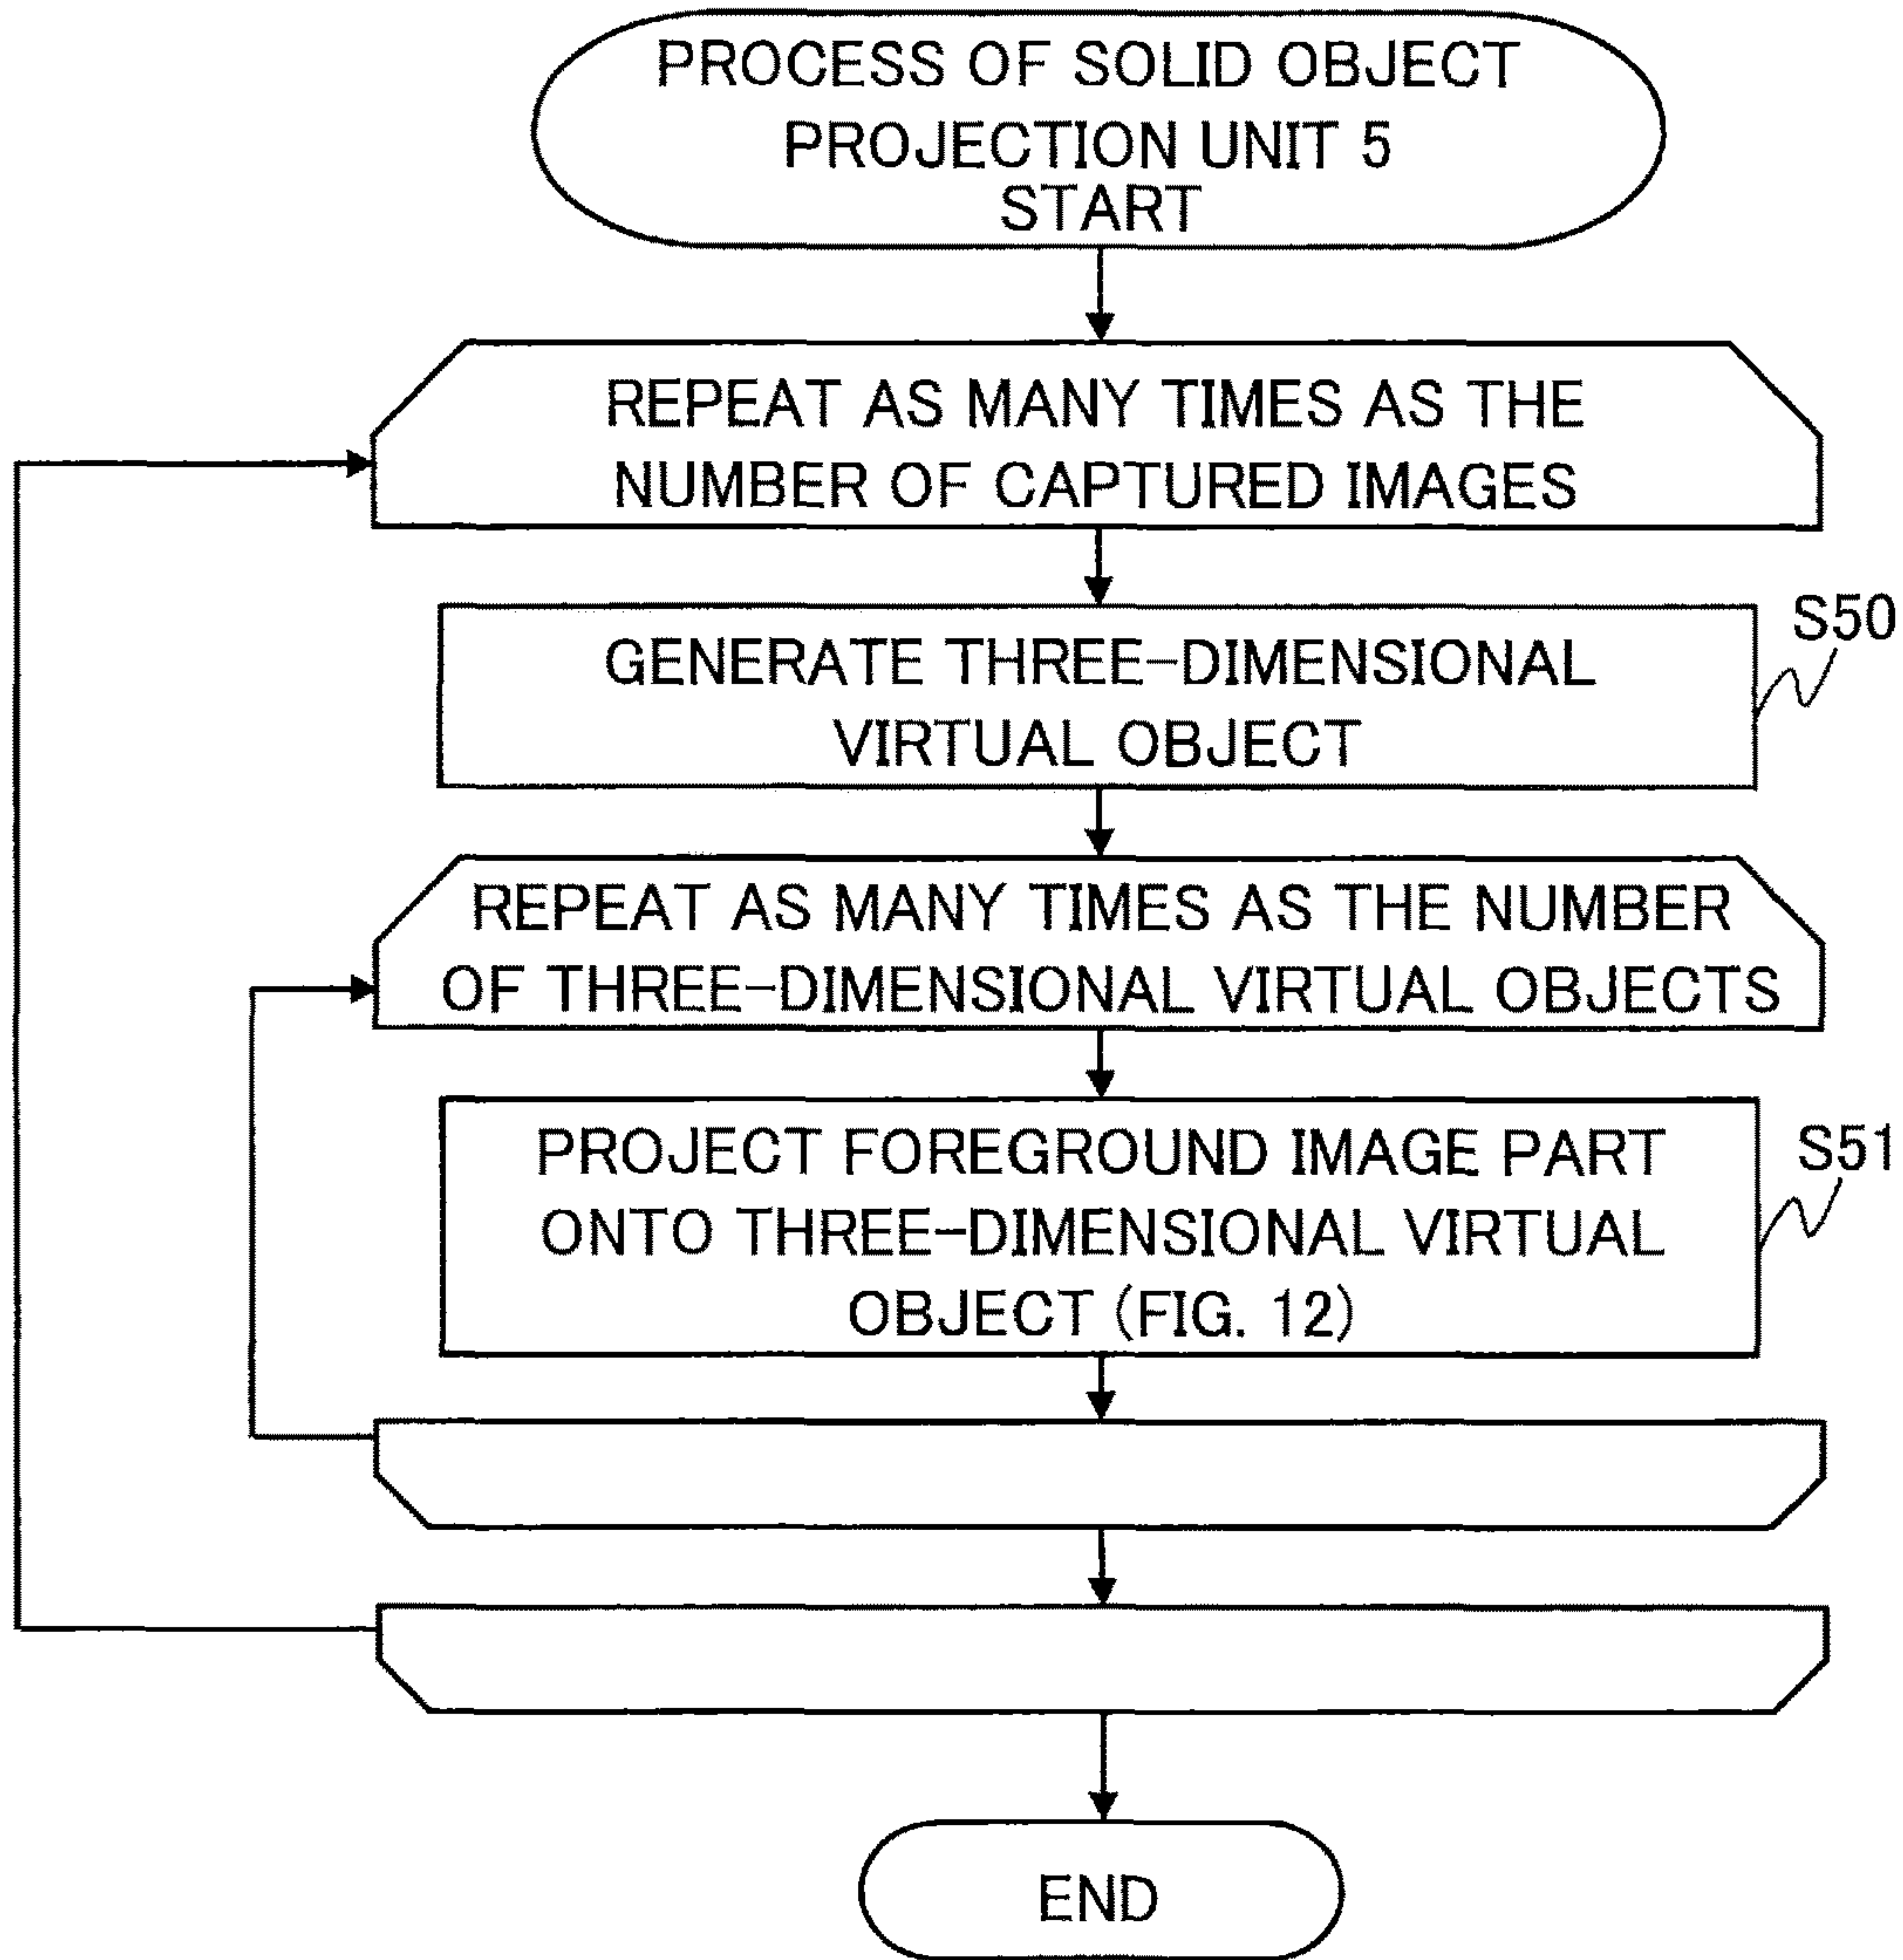 PROCESS OF SOLID OBJECT
PROJECTION UNIT 5
START
REPEAT AS MANY TIMES AS THE
NUMBER OF CAPTURED IMAGES
S50
GENERATE THREE-DIMENSIONAL
VIRTUAL OBJECT
REPEAT AS MANY TIMES AS THE NUMBER
OF THREE-DIMENSIONAL VIRTUAL OBJECTS
S51
PROJECT FOREGROUND IMAGE PART
ONTO THREE-DIMENSIONAL VIRTUAL
OBJECT (FIG. 12)
END